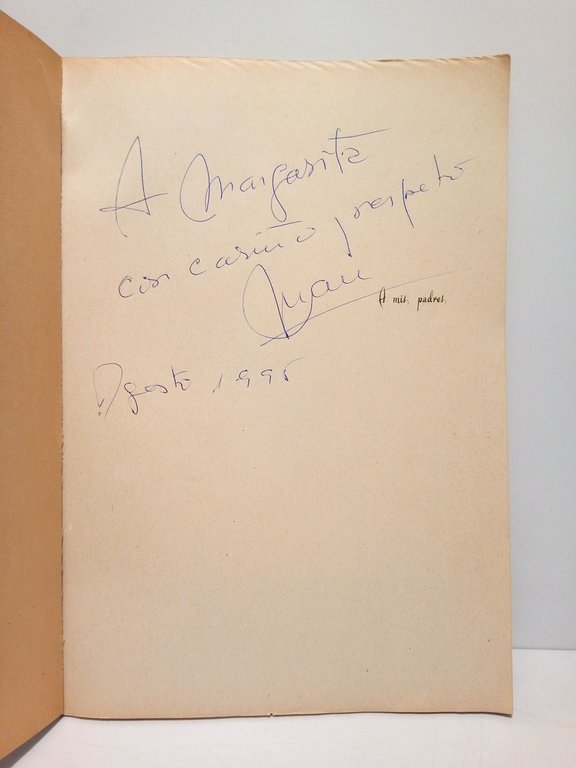 A Margarita
con cariño y respeto
Juan
A mis padres.
Agosto 1995